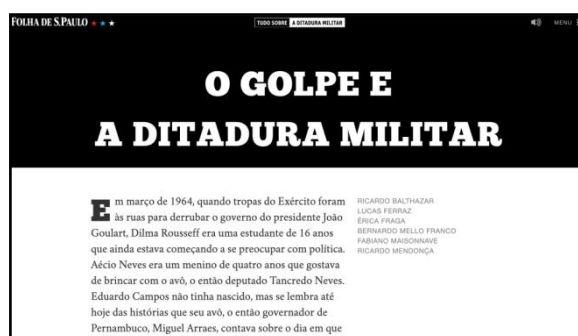 FOLHA DE S.PAULO
TUDO SOBRE A DITADURA MILITAR
MENU
O GOLPE E
A DITADURA MILITAR
Em março de 1964, quando tropas do Exército foram
às ruas para derrubar o governo do presidente João
Goulart, Dilma Rousseff era uma estudante de 16 anos
que ainda estava começando a se preocupar com política.
Aécio Neves era um menino de quatro anos que gostava
de brincar com o avô, o então deputado Tancredo Neves.
Eduardo Campos não tinha nascido, mas se lembra até
hoje das histórias que seu avô, o então governador de
Pernambuco, Miguel Arraes, contava sobre o dia em que
RICARDO BALTHAZAR
LUCAS FERRAZ
ÉRICA FRAGA
BERNARDO MELLO FRANCO
FABIANO MAISONNAVE
RICARDO MENDONÇA